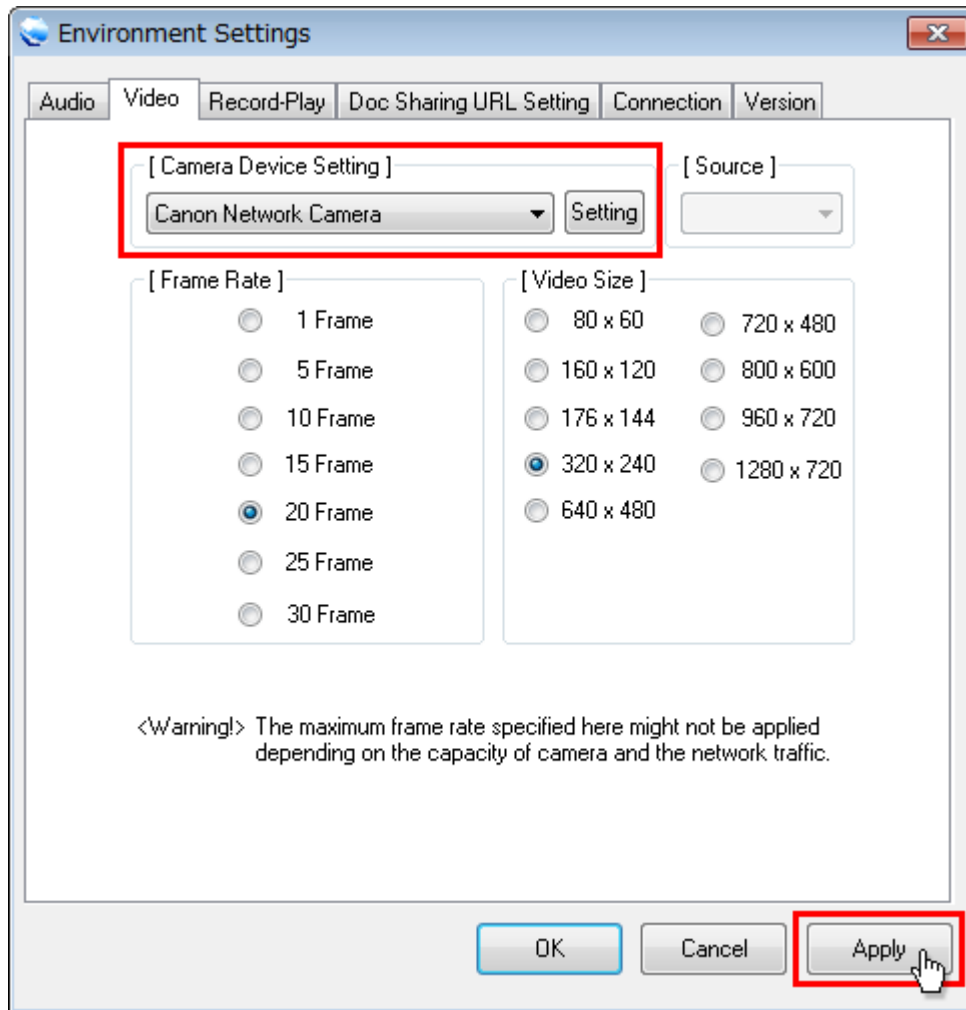 Environment Settings
Audio Video Record-Play Doc Sharing URL Setting Connection Version
[ Camera Device Setting ]
Canon Network Camera
Setting
[ Source ]
[ Frame Rate ]
1 Frame
5 Frame
10 Frame
15 Frame
20 Frame
25 Frame
30 Frame
[ Video Size ]
80 x 60
160 x 120
176 x 144
320 x 240
640 x 480
720 x 480
800 x 600
960 x 720
1280 x 720
<Warning!> The maximum frame rate specified here might not be applied
depending on the capacity of camera and the network traffic.
OK Cancel Apply